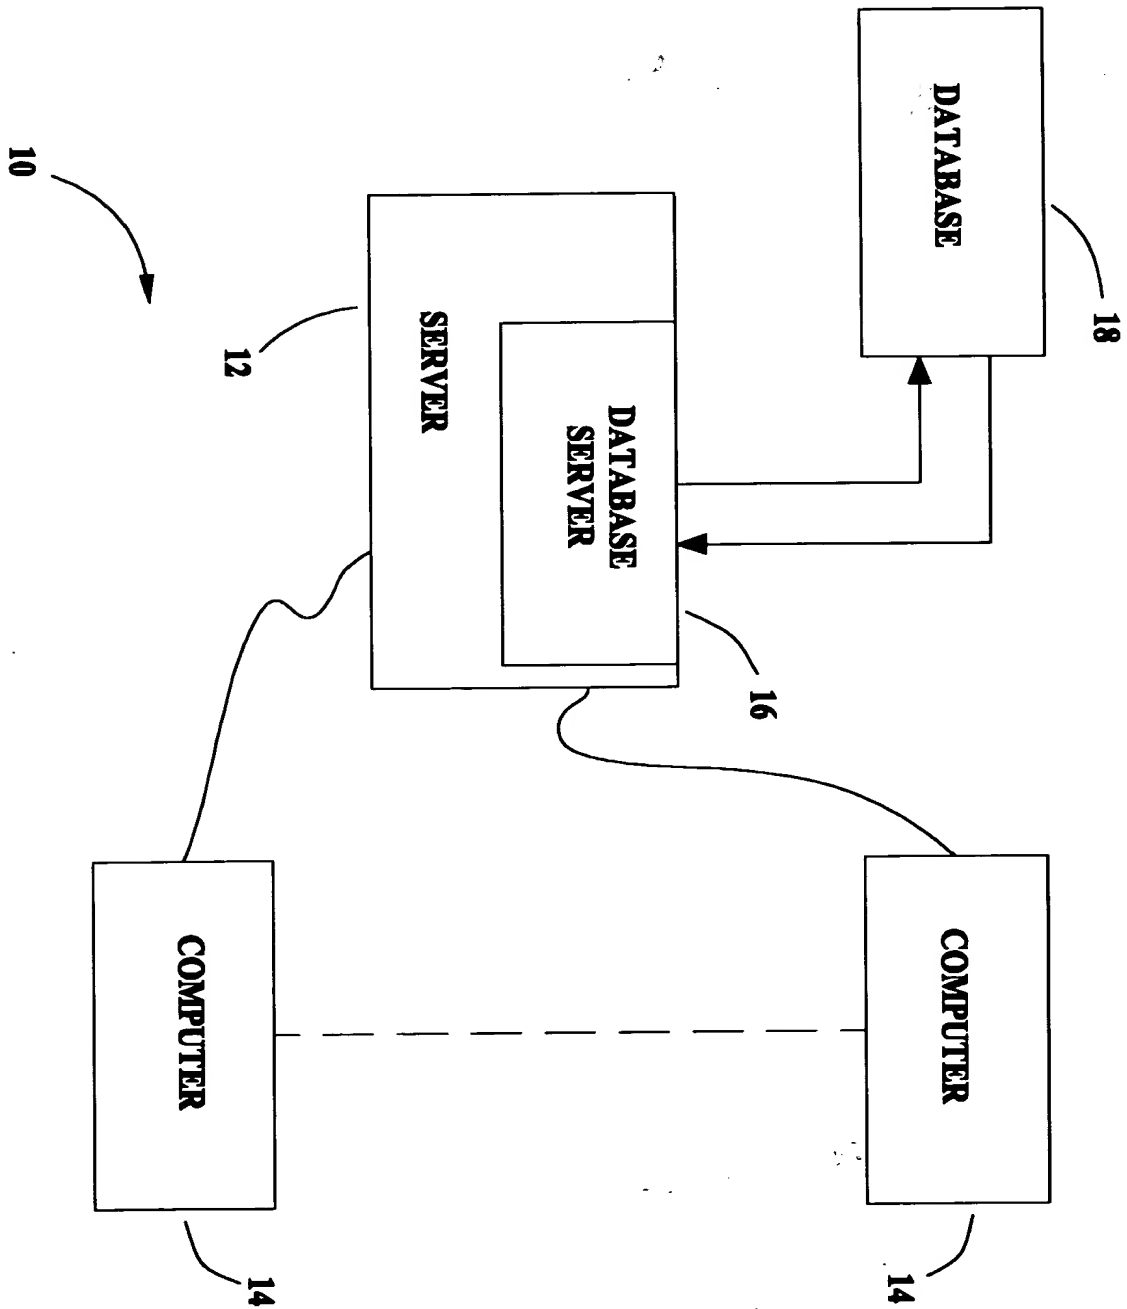 DATABASE
18
10
12
SERVER
DATABASE
SERVER
16
COMPUTER
14
COMPUTER
14